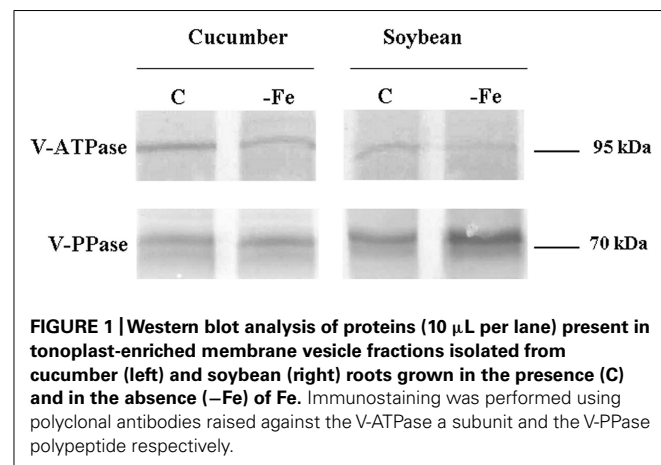 Cucumber Soybean
C -Fe C -Fe
V-ATPase 95 kDa
V-PPase 70 kDa
FIGURE 1 | Western blot analysis of proteins (10 μL per lane) present in
tonoplast-enriched membrane vesicle fractions isolated from
cucumber (left) and soybean (right) roots grown in the presence (C)
and in the absence (−Fe) of Fe. Immunostaining was performed using
polyclonal antibodies raised against the V-ATPase a subunit and the V-PPase
polypeptide respectively.